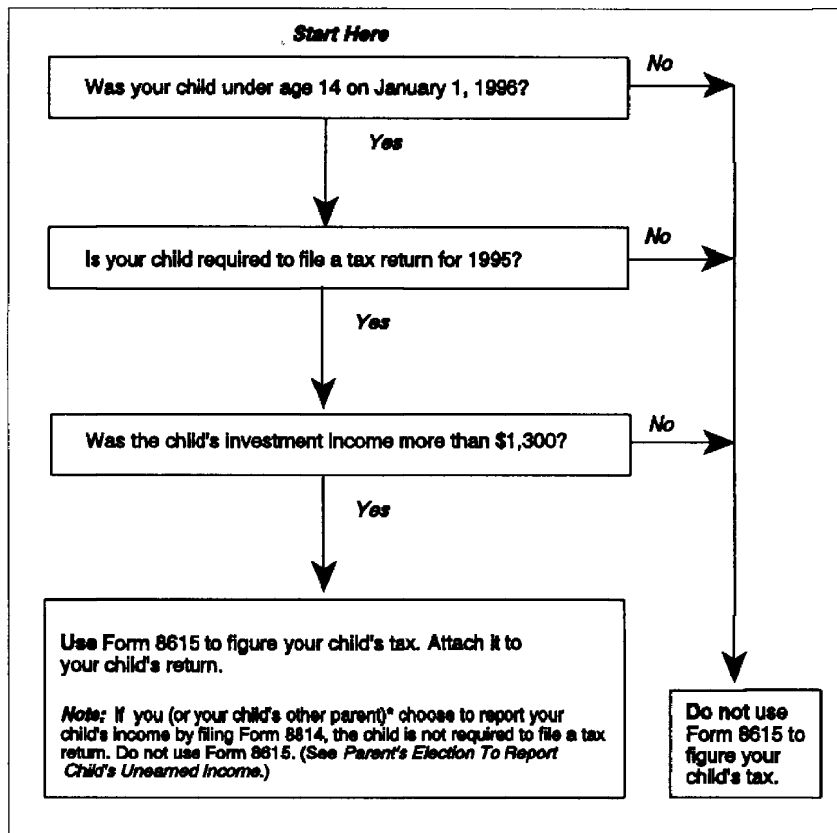 Start Here
Was your child under age 14 on January 1, 1996?
No
Yes
Is your child required to file a tax return for 1995?
No
Yes
Was the child's investment income more than $1,300?
No
Yes
Use Form 8615 to figure your child's tax. Attach it to
your child's return.
Note: If you (or your child's other parent)* choose to report your
child's income by filing Form 8814, the child is not required to file a tax
return. Do not use Form 8615. (See Parent's Election To Report
Child's Unearned Income.)
Do not use
Form 8615 to
figure your
child's tax.